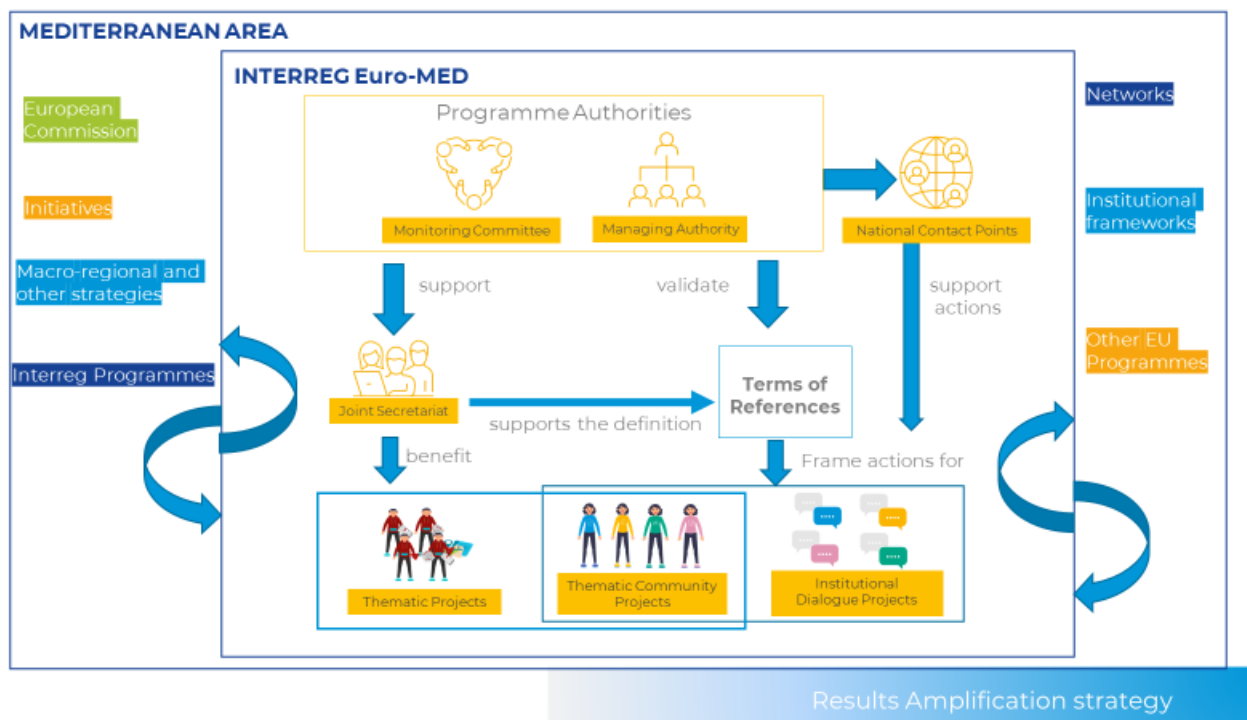 MEDITERRANEAN AREA
INTERREG Euro-MED
European
Commission
Initiatives
Macro-regional and
other strategies
Interreg Programmes
Programme Authorities
Monitoring Committee
Managing Authority
National Contact Points
support
validate
support
actions
Joint Secretariat
supports the definition
Terms of
References
benefit
Frame actions for
Thematic Projects
Thematic Community
Projects
Institutional
Dialogue Projects
Networks
Institutional
frameworks
Other EU
Programmes
Results Amplification strategy